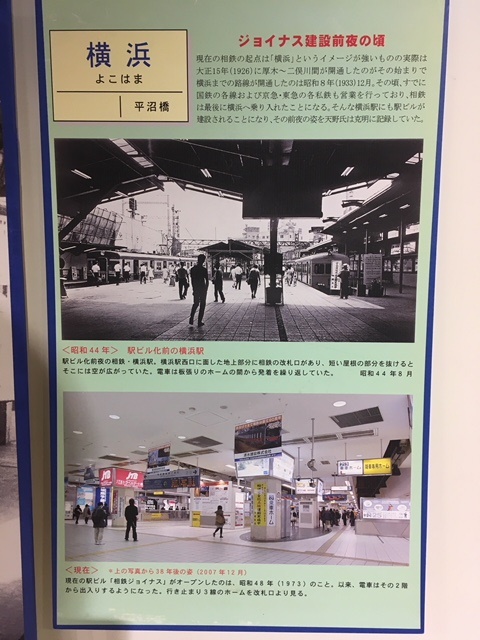 横浜
よこはま
平沼橋
ジョイナス建設前夜の頃
現在の相鉄の起点は「横浜」というイメージが強いものの実際は
大正15年(1926)に厚木〜二俣川間が開通したのがその始まりで
横浜までの路線が開通したのは昭和8年(1933)12月。その頃、すでに
国鉄の各線および京急・東急の各私鉄も営業を行っており、相鉄
は最後に横浜へ乗り入れたことになる。そんな横浜駅にも駅ビルが
建設されることになり、その前夜の姿を天野氏は克明に記録していた。
<昭和44年> 駅ビル化前の横浜駅
駅ビル化前夜の相鉄・横浜駅。横浜駅西口に面した地上部分に相鉄の改札口があり、短い屋根の部分を抜けると
そこには空が広がっていた。電車は板張りのホームの間から発着を繰り返していた。 昭和44年8月
JTB
<現在> *上の写真から38年後の姿(2007年12月)
現在の駅ビル「相鉄ジョイナス」がオープンしたのは、昭和48年(1973)のこと。以来、電車はその2階
から出入りするようになった。行き止まり3線のホームを改札口より見る。